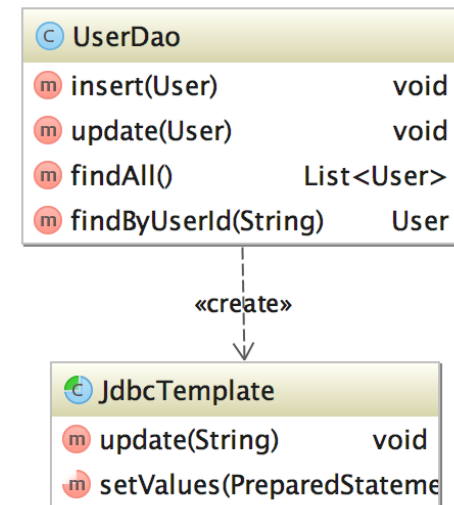 C UserDao
m insert(User) void
m update(User) void
m findAll() List<User>
m findByUserId(String) User
«create»
C JdbcTemplate
m update(String) void
m setValues(PreparedStateme